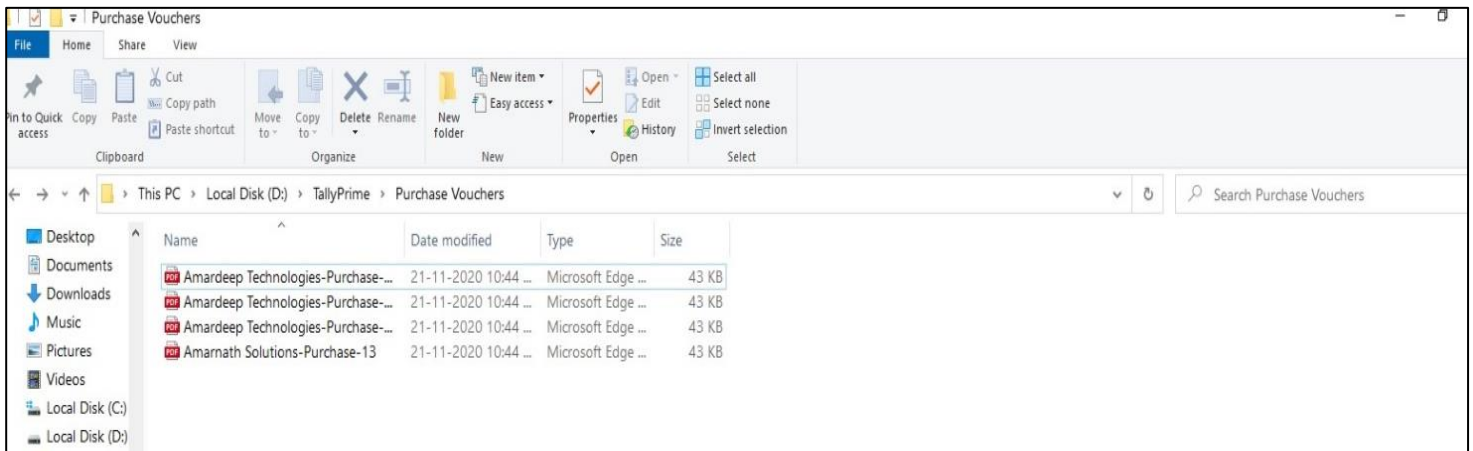 Purchase Vouchers
File Home Share View
Pin to Quick access Copy Paste Cut Copy path Paste shortcut
Move to Copy to Delete Rename New folder New item Easy access
Properties Open Edit History Select all Select none Invert selection
Clipboard Organize New Open Select
This PC > Local Disk (D:) > TallyPrime > Purchase Vouchers Search Purchase Vouchers
Desktop Name Date modified Type Size
Documents PDF Amardeep Technologies-Purchase-... 21-11-2020 10:44 ... Microsoft Edge ... 43 KB
Downloads PDF Amardeep Technologies-Purchase-... 21-11-2020 10:44 ... Microsoft Edge ... 43 KB
Music PDF Amardeep Technologies-Purchase-... 21-11-2020 10:44 ... Microsoft Edge ... 43 KB
Pictures PDF Amarnath Solutions-Purchase-13 21-11-2020 10:44 ... Microsoft Edge ... 43 KB
Videos
Local Disk (C:)
Local Disk (D:)